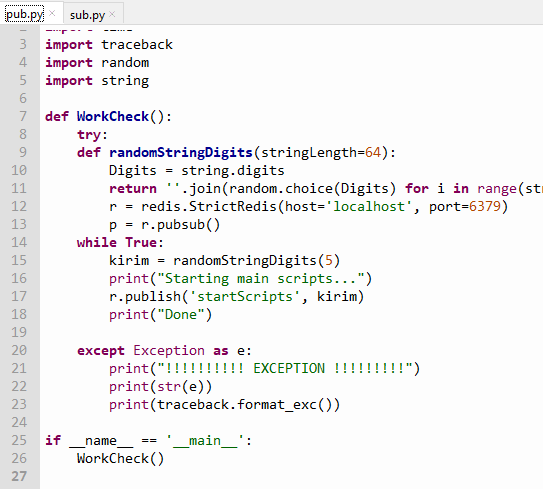 pub.py sub.py
3 import traceback
4 import random
5 import string
6
7 def WorkCheck():
8     try:
9     def randomStringDigits(stringLength=64):
10         Digits = string.digits
11         return ''.join(random.choice(Digits) for i in range(st
12         r = redis.StrictRedis(host='localhost', port=6379)
13         p = r.pubsub()
14     while True:
15         kirim = randomStringDigits(5)
16         print("Starting main scripts...")
17         r.publish('startScripts', kirim)
18         print("Done")
19
20     except Exception as e:
21         print("!!!!!!!!!! EXCEPTION !!!!!!!!!")
22         print(str(e))
23         print(traceback.format_exc())
24
25 if __name__ == '__main__':
26     WorkCheck()
27